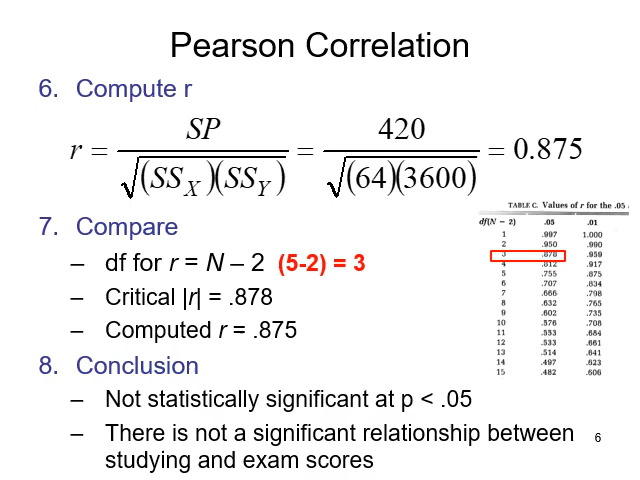 Pearson Correlation
6. Compute r
r = SP / √(SS_X)(SS_Y) = 420 / √(64)(3600) = 0.875
7. Compare
– df for r = N – 2 (5-2) = 3
– Critical |r| = .878
– Computed r = .875
TABLE C. Values of r for the .05
df(N − 2) .05 .01
1 .997 1.000
2 .950 .990
3 .878 .959
4 .812 .917
5 .755 .875
6 .707 .834
7 .666 .798
8 .632 .765
9 .602 .735
10 .576 .708
11 .553 .684
12 .533 .661
13 .514 .641
14 .497 .623
15 .482 .606
8. Conclusion
– Not statistically significant at p < .05
– There is not a significant relationship between
studying and exam scores
6